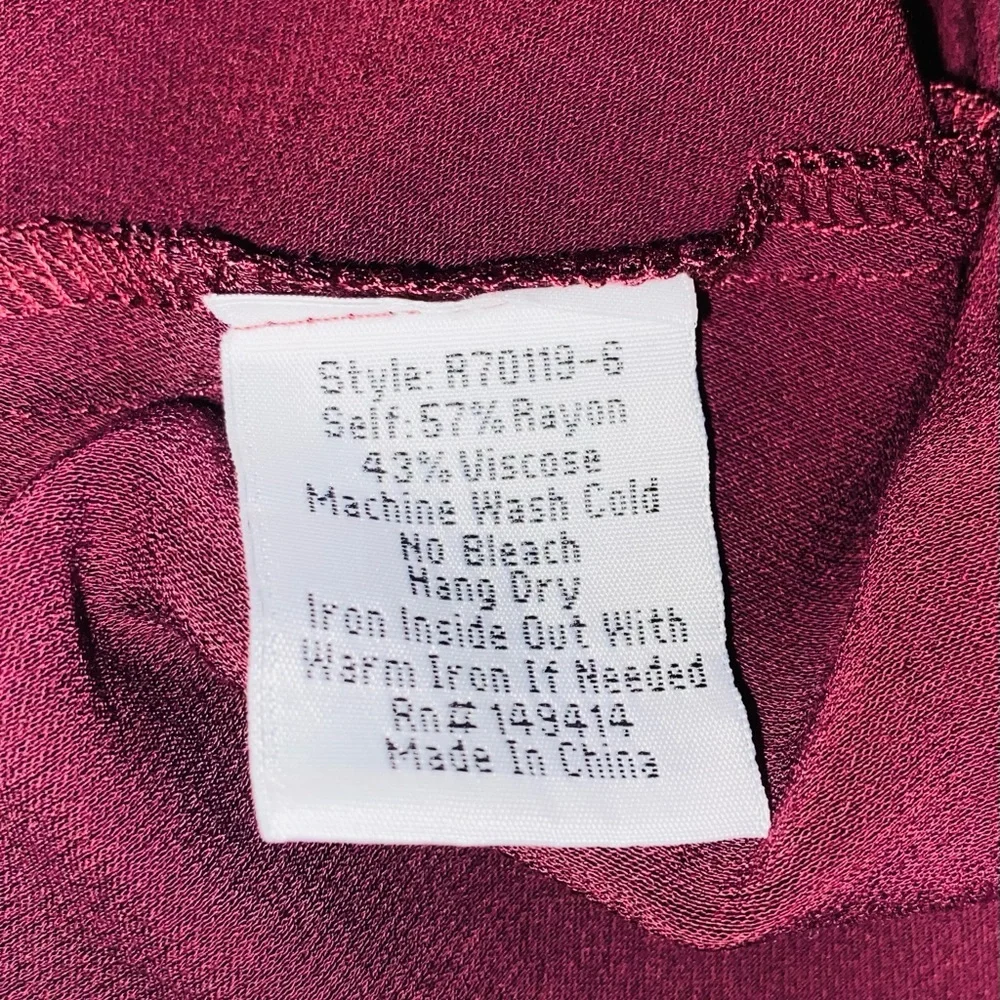 Style: R70119-6
Self: 57% Rayon
43% Viscose
Machine Wash Cold
No Bleach
Hang Dry
Iron Inside Out With
Warm Iron If Needed
Rn# 149414
Made In China